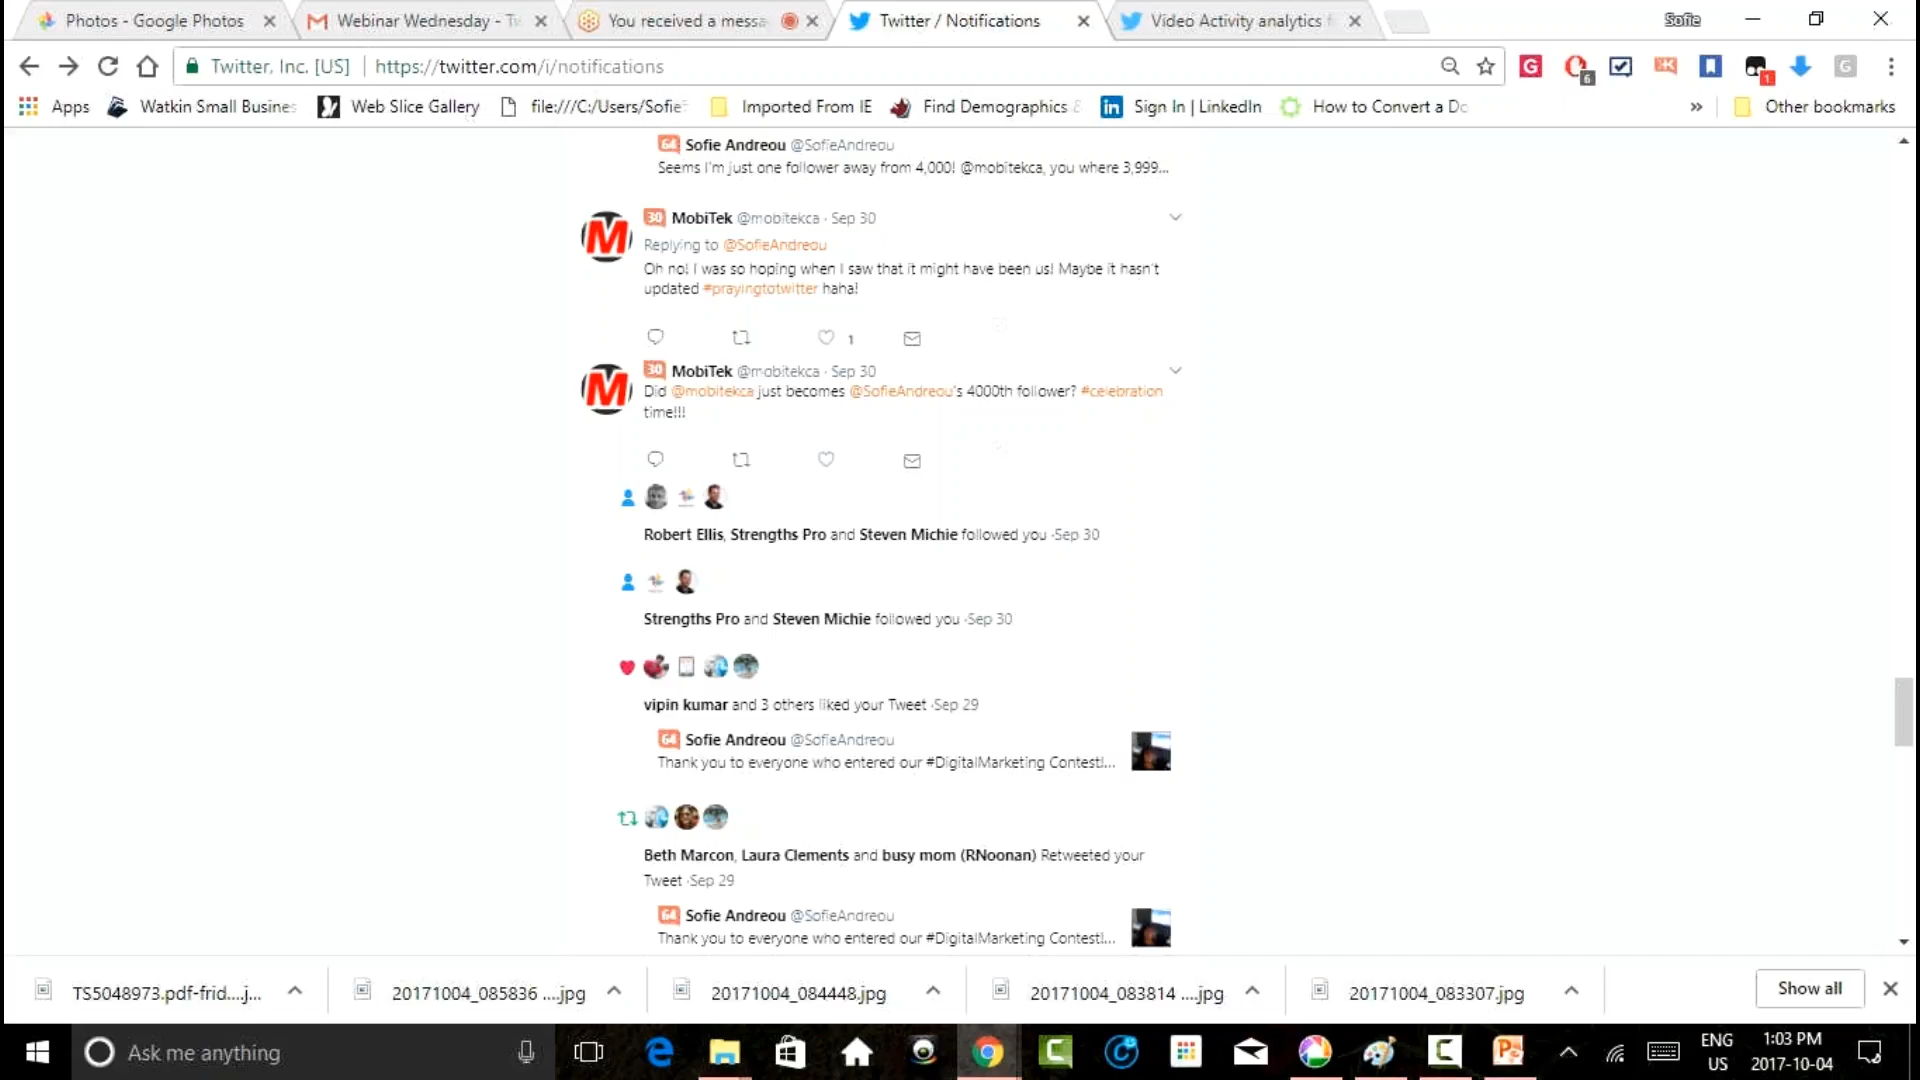 Photos - Google Photos
Webinar Wednesday - Tw
You received a messa
Twitter / Notifications
Video Activity analytics f
Sofie
Twitter, Inc. [US] | https://twitter.com/i/notifications
G
6
1
G
Apps
Watkin Small Busines
Web Slice Gallery
file:///C:/Users/Sofie
Imported From IE
Find Demographics &
in Sign In | LinkedIn
How to Convert a Do
»
Other bookmarks
64 Sofie Andreou @SofieAndreou
Seems I'm just one follower away from 4,000! @mobitekca, you where 3,999...
M
30 MobiTek @mobitekca · Sep 30
Replying to @SofieAndreou
Oh no! I was so hoping when I saw that it might have been us! Maybe it hasn't
updated #prayingtotwitter haha!
1
M
30 MobiTek @mobitekca · Sep 30
Did @mobitekca just becomes @SofieAndreou's 4000th follower? #celebration
time!!!
Robert Ellis, Strengths Pro and Steven Michie followed you · Sep 30
Strengths Pro and Steven Michie followed you · Sep 30
vipin kumar and 3 others liked your Tweet · Sep 29
64 Sofie Andreou @SofieAndreou
Thank you to everyone who entered our #DigitalMarketing Contest!...
Beth Marcon, Laura Clements and busy mom (RNoonan) Retweeted your
Tweet · Sep 29
64 Sofie Andreou @SofieAndreou
Thank you to everyone who entered our #DigitalMarketing Contest!...
TS5048973.pdf-frid....j...
20171004_085836 ....jpg
20171004_084448.jpg
20171004_083814 ....jpg
20171004_083307.jpg
Show all
Ask me anything
ENG
US
1:03 PM
2017-10-04